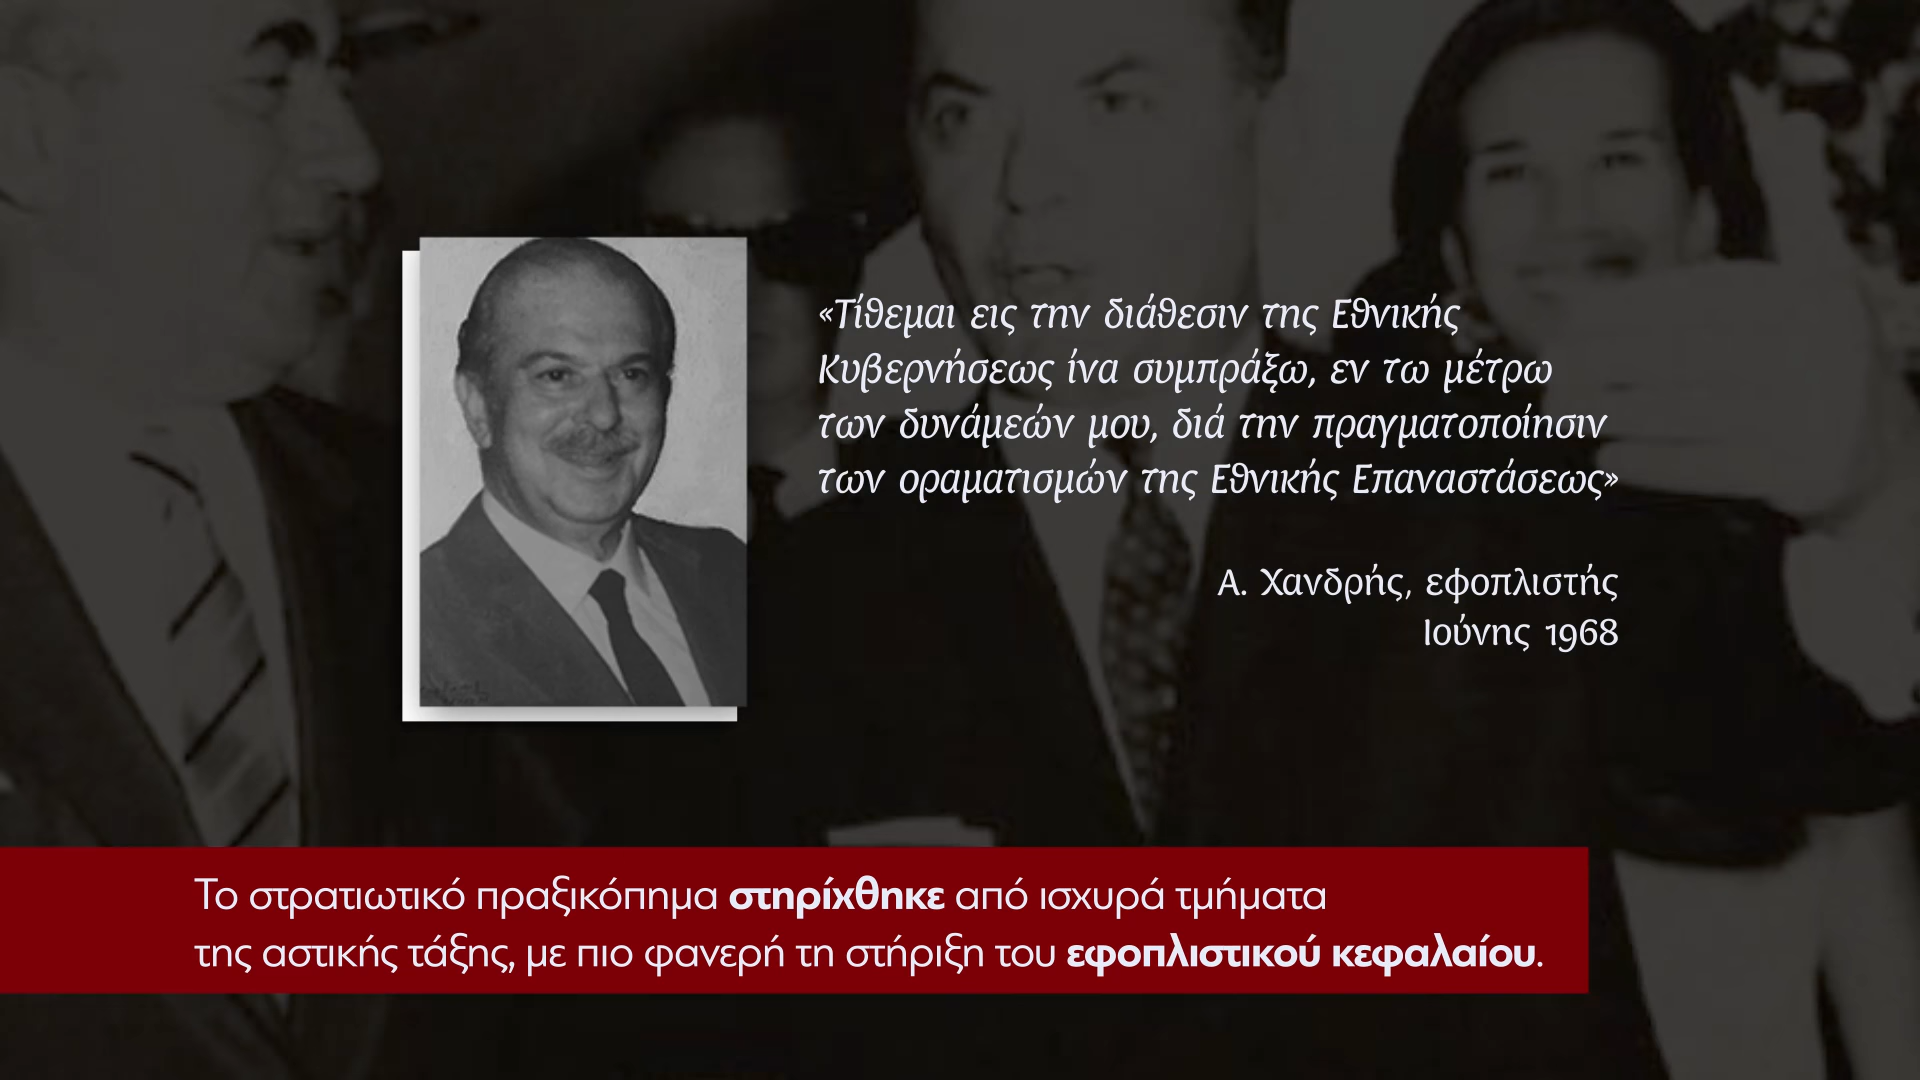 «Τίθεμαι εις την διάθεσιν της Εθνικής
Κυβερνήσεως ίνα συμπράξω, εν τω μέτρω
των δυνάμεών μου, διά την πραγματοποίησιν
των οραματισμών της Εθνικής Επαναστάσεως»
Α. Χανδρής, εφοπλιστής
Ιούνης 1968
Το στρατιωτικό πραξικόπημα στηρίχθηκε από ισχυρά τμήματα
της αστικής τάξης, με πιο φανερή τη στήριξη του εφοπλιστικού κεφαλαίου.